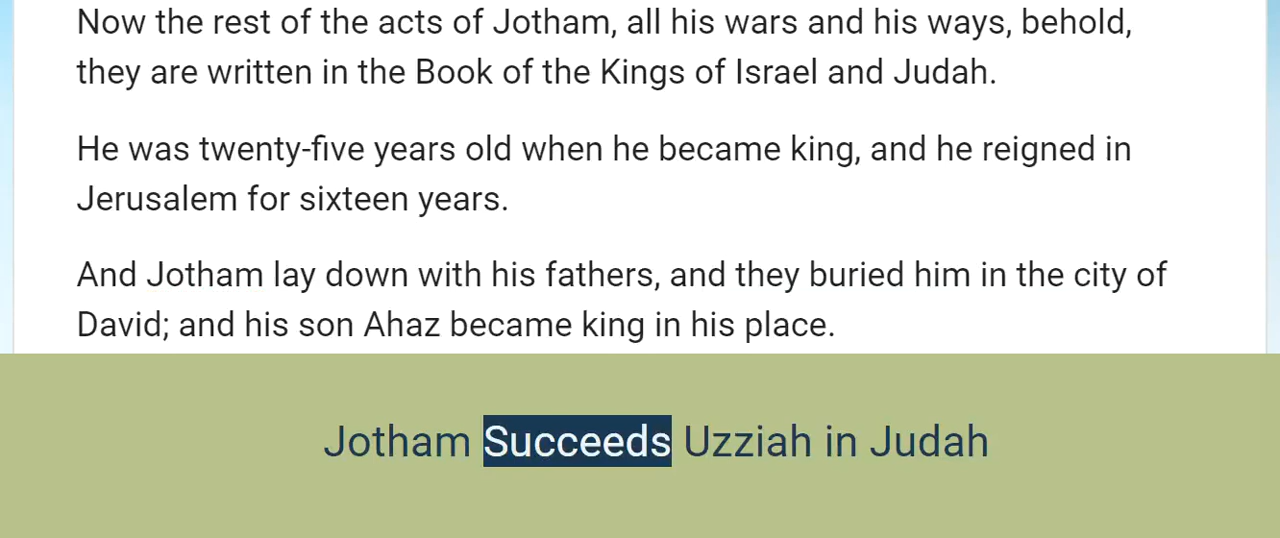 Now the rest of the acts of Jotham, all his wars and his ways, behold,
they are written in the Book of the Kings of Israel and Judah.
He was twenty-five years old when he became king, and he reigned in
Jerusalem for sixteen years.
And Jotham lay down with his fathers, and they buried him in the city of
David; and his son Ahaz became king in his place.
Jotham Succeeds Uzziah in Judah